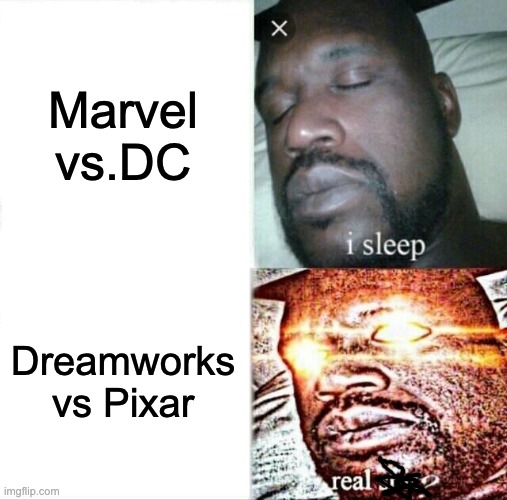 Marvel
vs.DC
i sleep
Dreamworks
vs Pixar
real
imgflip.com